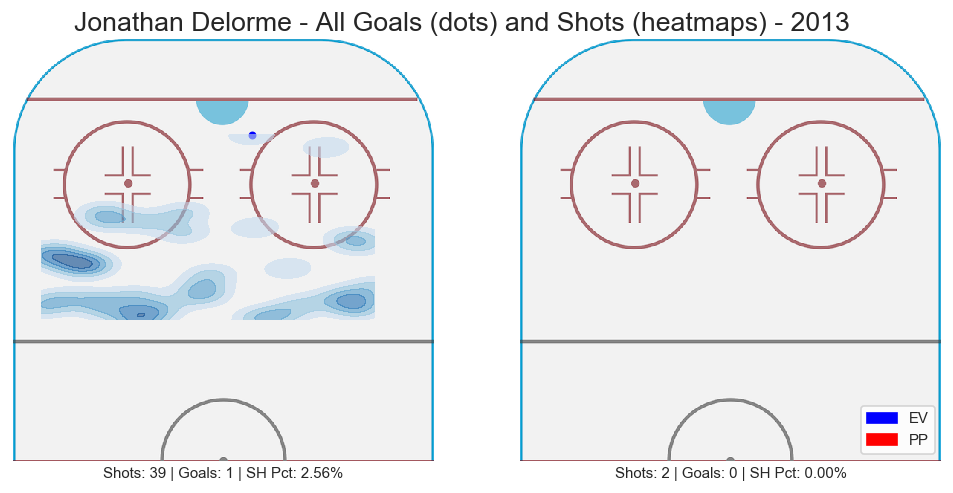 Jonathan Delorme - All Goals (dots) and Shots (heatmaps) - 2013
EV
PP
Shots: 39 | Goals: 1 | SH Pct: 2.56%
Shots: 2 | Goals: 0 | SH Pct: 0.00%